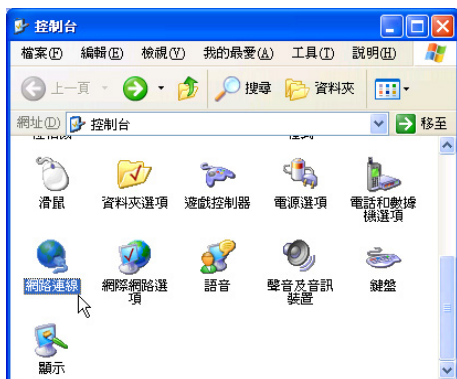 控制台
檔案(F) 編輯(E) 檢視(V) 我的最愛(A) 工具(T) 說明(H)
上一頁 搜尋 資料夾
網址(D) 控制台 移至
滑鼠 資料夾選項 遊戲控制器 電源選項 電話和數據
機選項
網路連線 網際網路選 語音 聲音及音訊 鍵盤
項 裝置
顯示